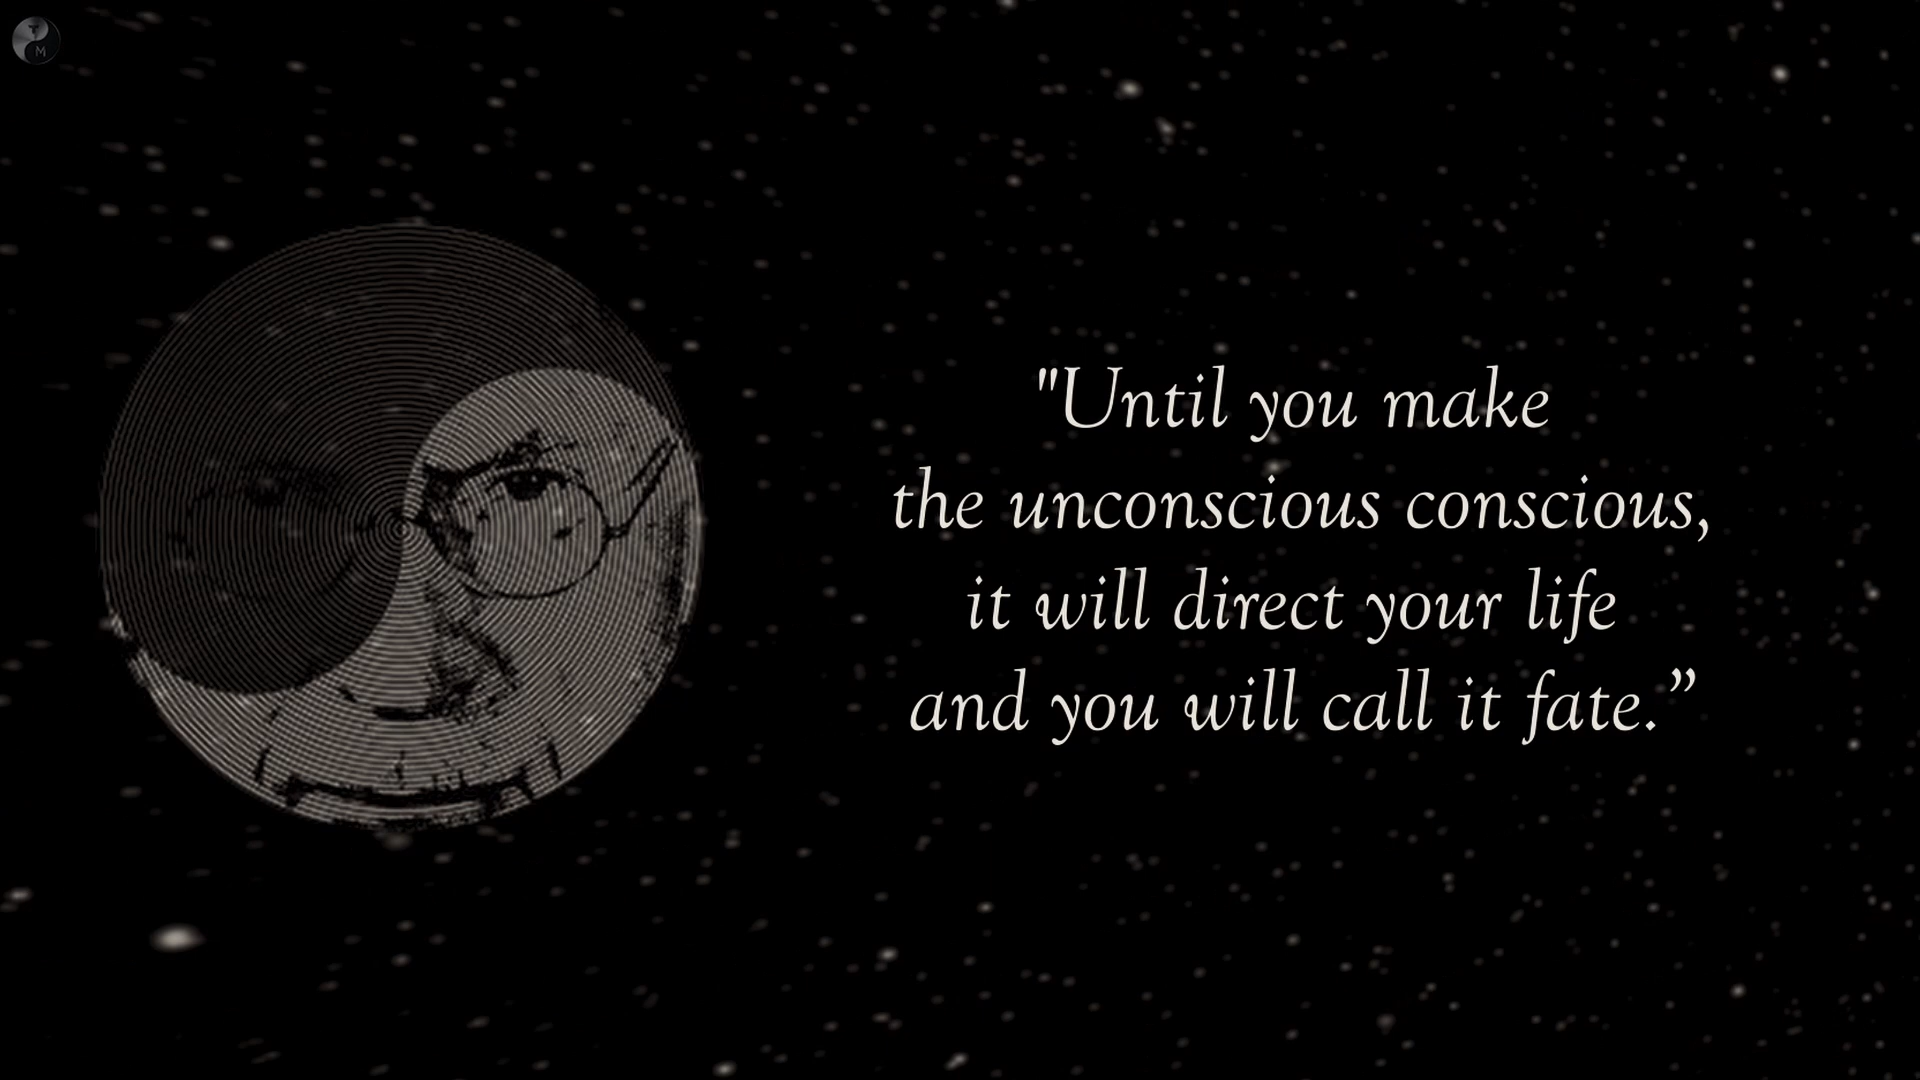 T
M
"Until you make
the unconscious conscious,
it will direct your life
and you will call it fate.”